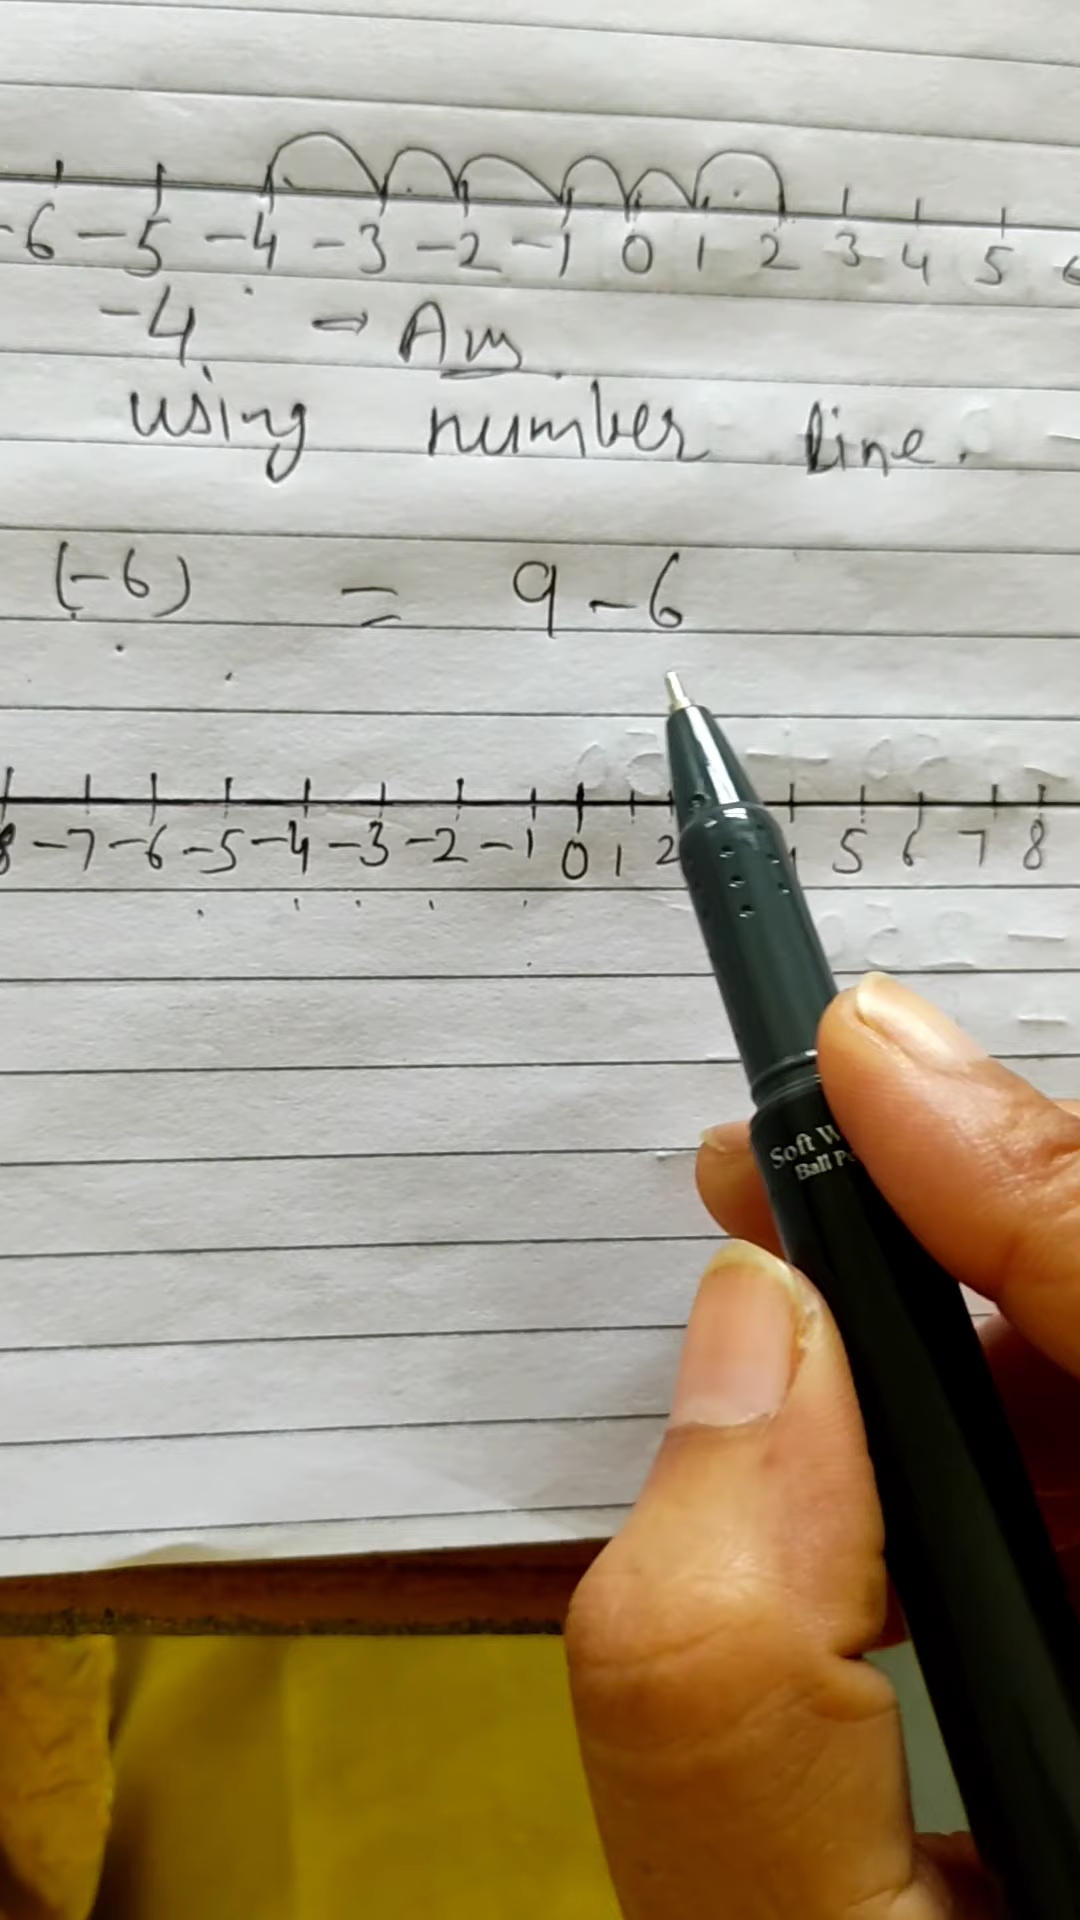 -6 -5 -4 -3 -2 -1 0 1 2 3 4 5
-4 → Ans
using number line.
(-6) = 9-6
8 -7 -6 -5 -4 -3 -2 -1 0 1 2 5 6 7 8
Soft
Ball